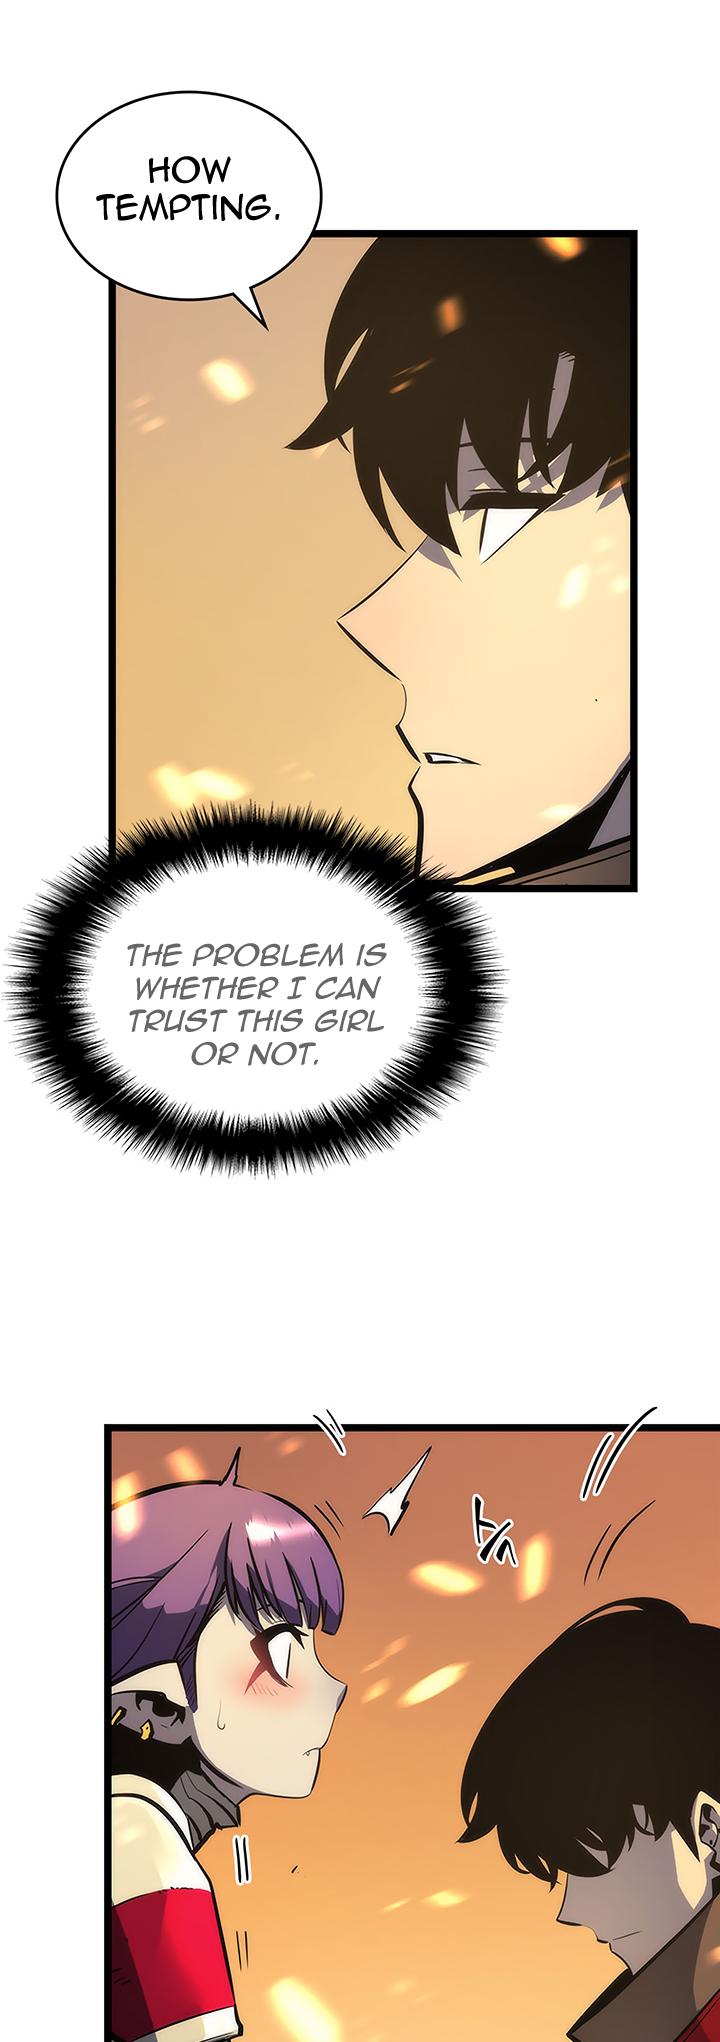 HOW
TEMPTING.
THE PROBLEM IS
WHETHER I CAN
TRUST THIS GIRL
OR NOT.